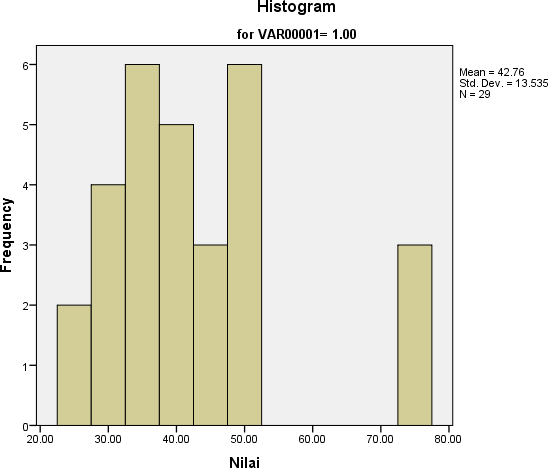 Histogram
for VAR00001= 1.00
Mean = 42.76
Std. Dev. = 13.535
N = 29
Frequency
6
5
4
3
2
1
0
20.00 30.00 40.00 50.00 60.00 70.00 80.00
Nilai